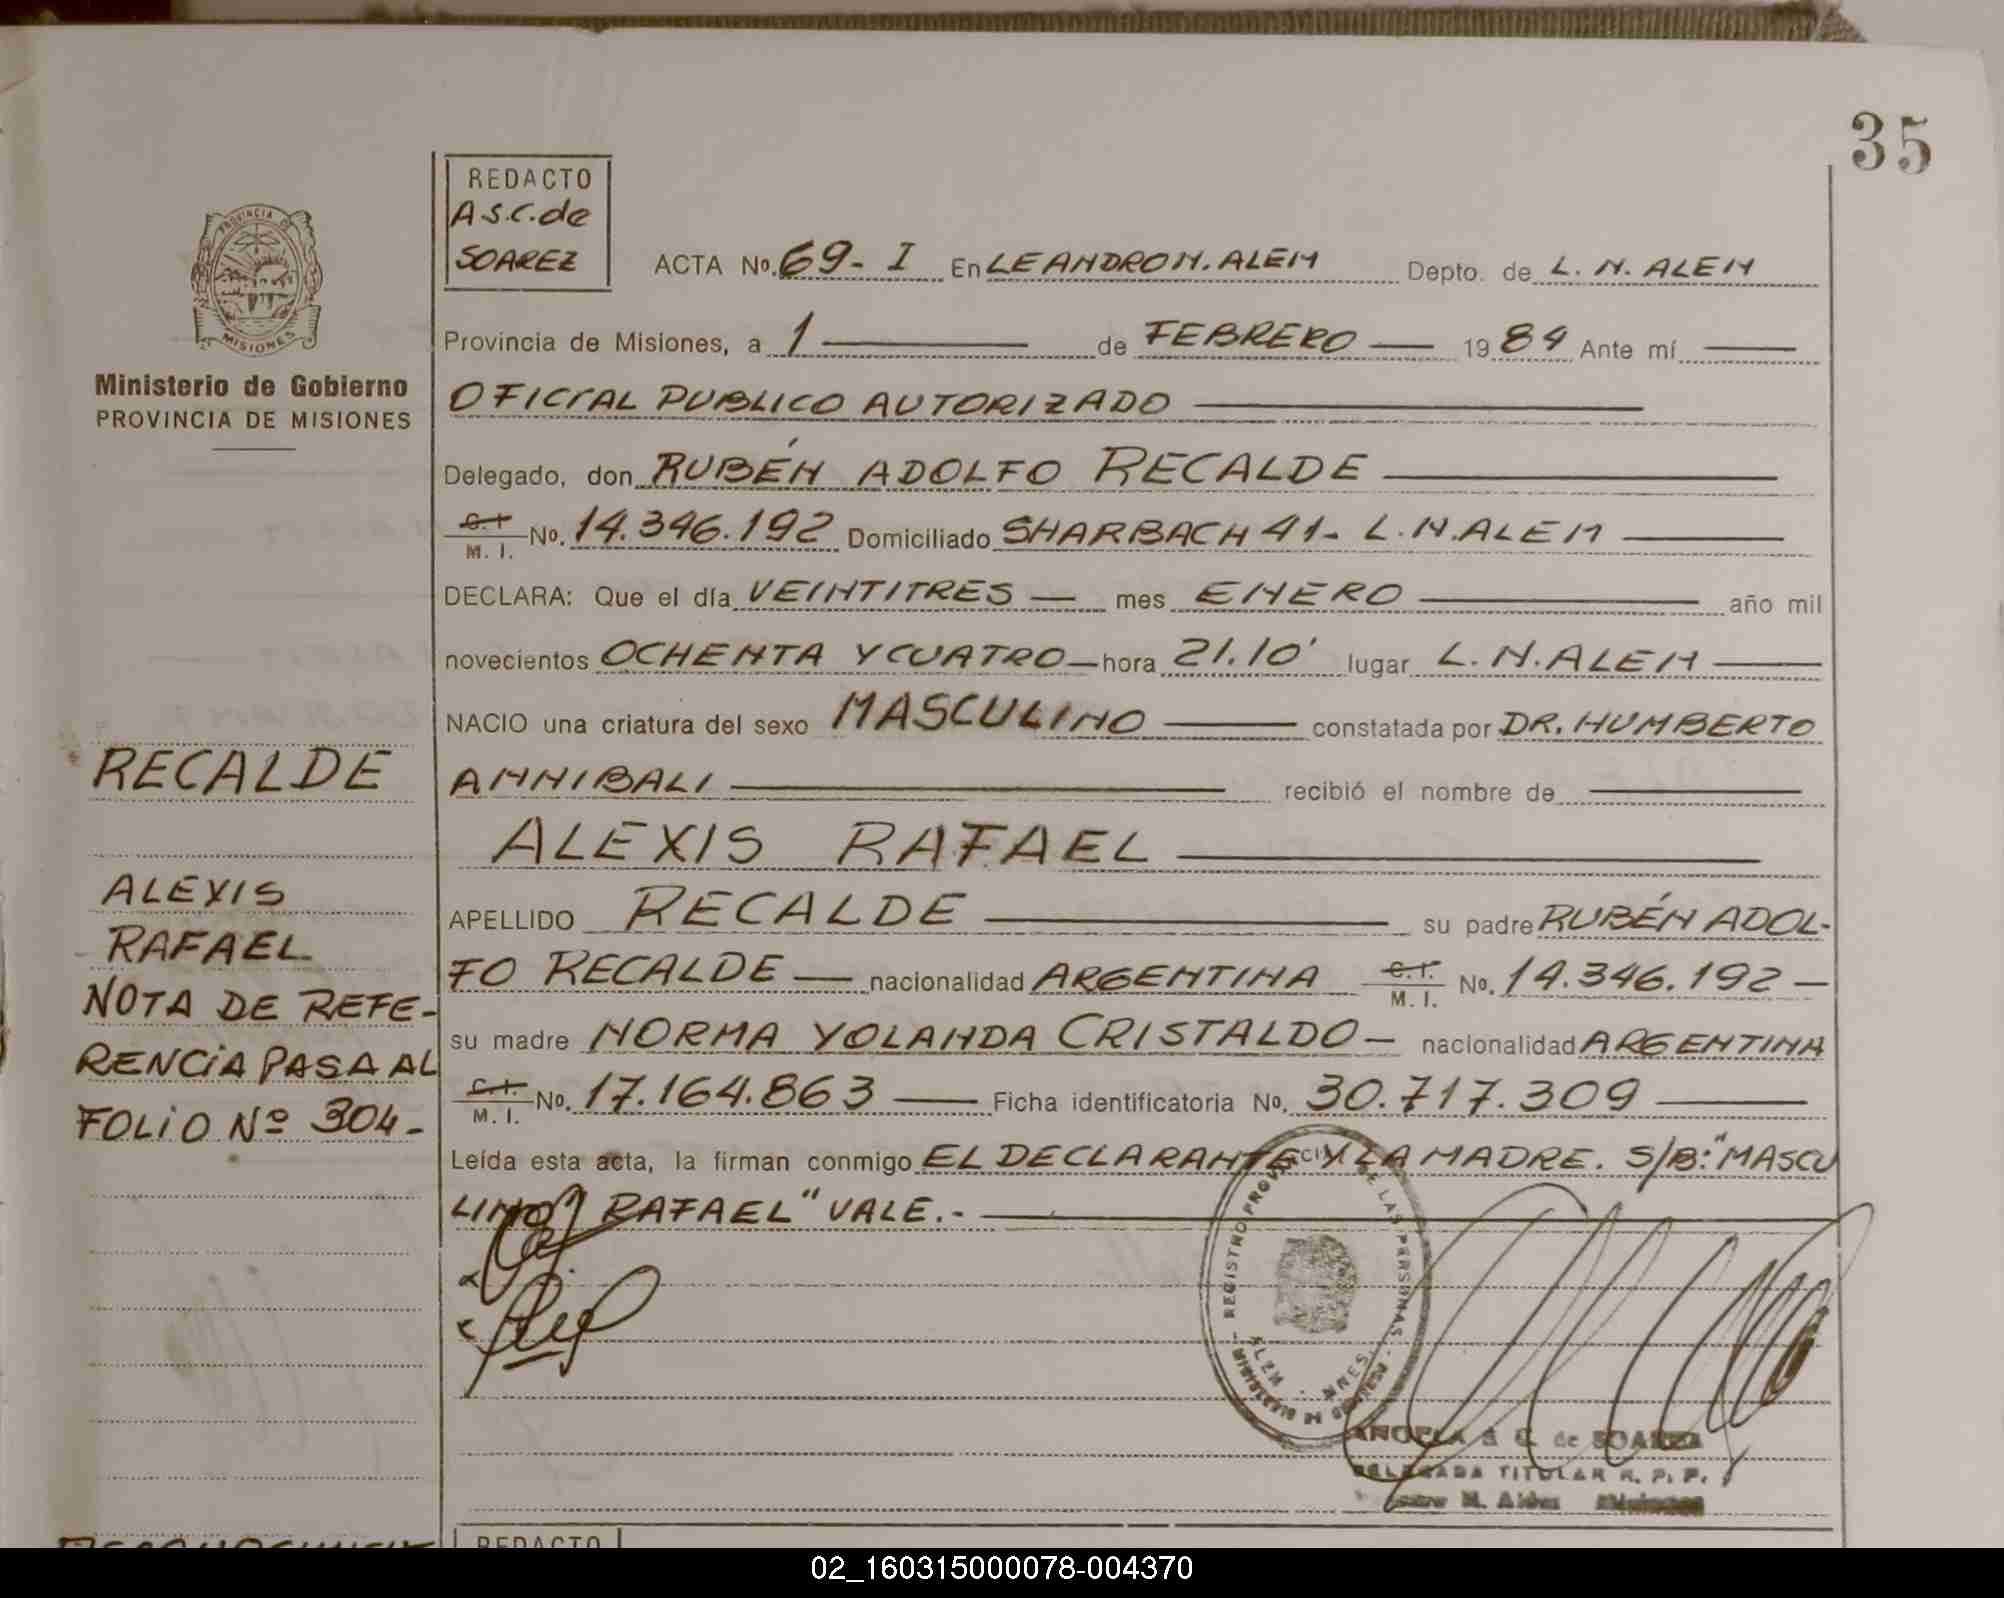 35
REDACTO
A.S.C. de
SOAREZ
ACTA No. 69-I En LEANDRO N. ALEM Depto. de L. N. ALEM
PROVINCIA DE
MISIONES
Ministerio de Gobierno
PROVINCIA DE MISIONES
Provincia de Misiones, a 1 de FEBRERO 1984 Ante mí
OFICIAL PUBLICO AUTORIZADO
Delegado, don RUBÉN ADOLFO RECALDE
C.I. M. I. No. 14.346.192 Domiciliado SHARBACH 41- L.N.ALEM
DECLARA: Que el día VEINTITRES mes ENERO año mil
novecientos OCHENTA Y CUATRO hora 21.10' lugar L.N.ALEM
NACIO una criatura del sexo MASCULINO constatada por DR. HUMBERTO
ANNIBALI recibió el nombre de
ALEXIS RAFAEL
APELLIDO RECALDE su padre RUBÉN ADOL-
FO RECALDE nacionalidad ARGENTINA C.I. M. I. No. 14.346.192
su madre NORMA YOLANDA CRISTALDO nacionalidad ARGENTINA
C.I. M. I. No. 17.164.863 Ficha identificatoria No. 30.717.309
Leída esta acta, la firman conmigo EL DECLARANTE Y LA MADRE. S/B: "MASCU
LINO" RAFAEL" VALE.-
RECALDE
ALEXIS
RAFAEL
NOTA DE REFE-
RENCIA PASA AL
FOLIO Nº 304-
REGISTRO PROVINCIAL DE LAS PERSONAS
ANGELA S C. de SOAREZ
DELEGADA TITULAR R. P. P.
REDACTO
02_160315000078-004370